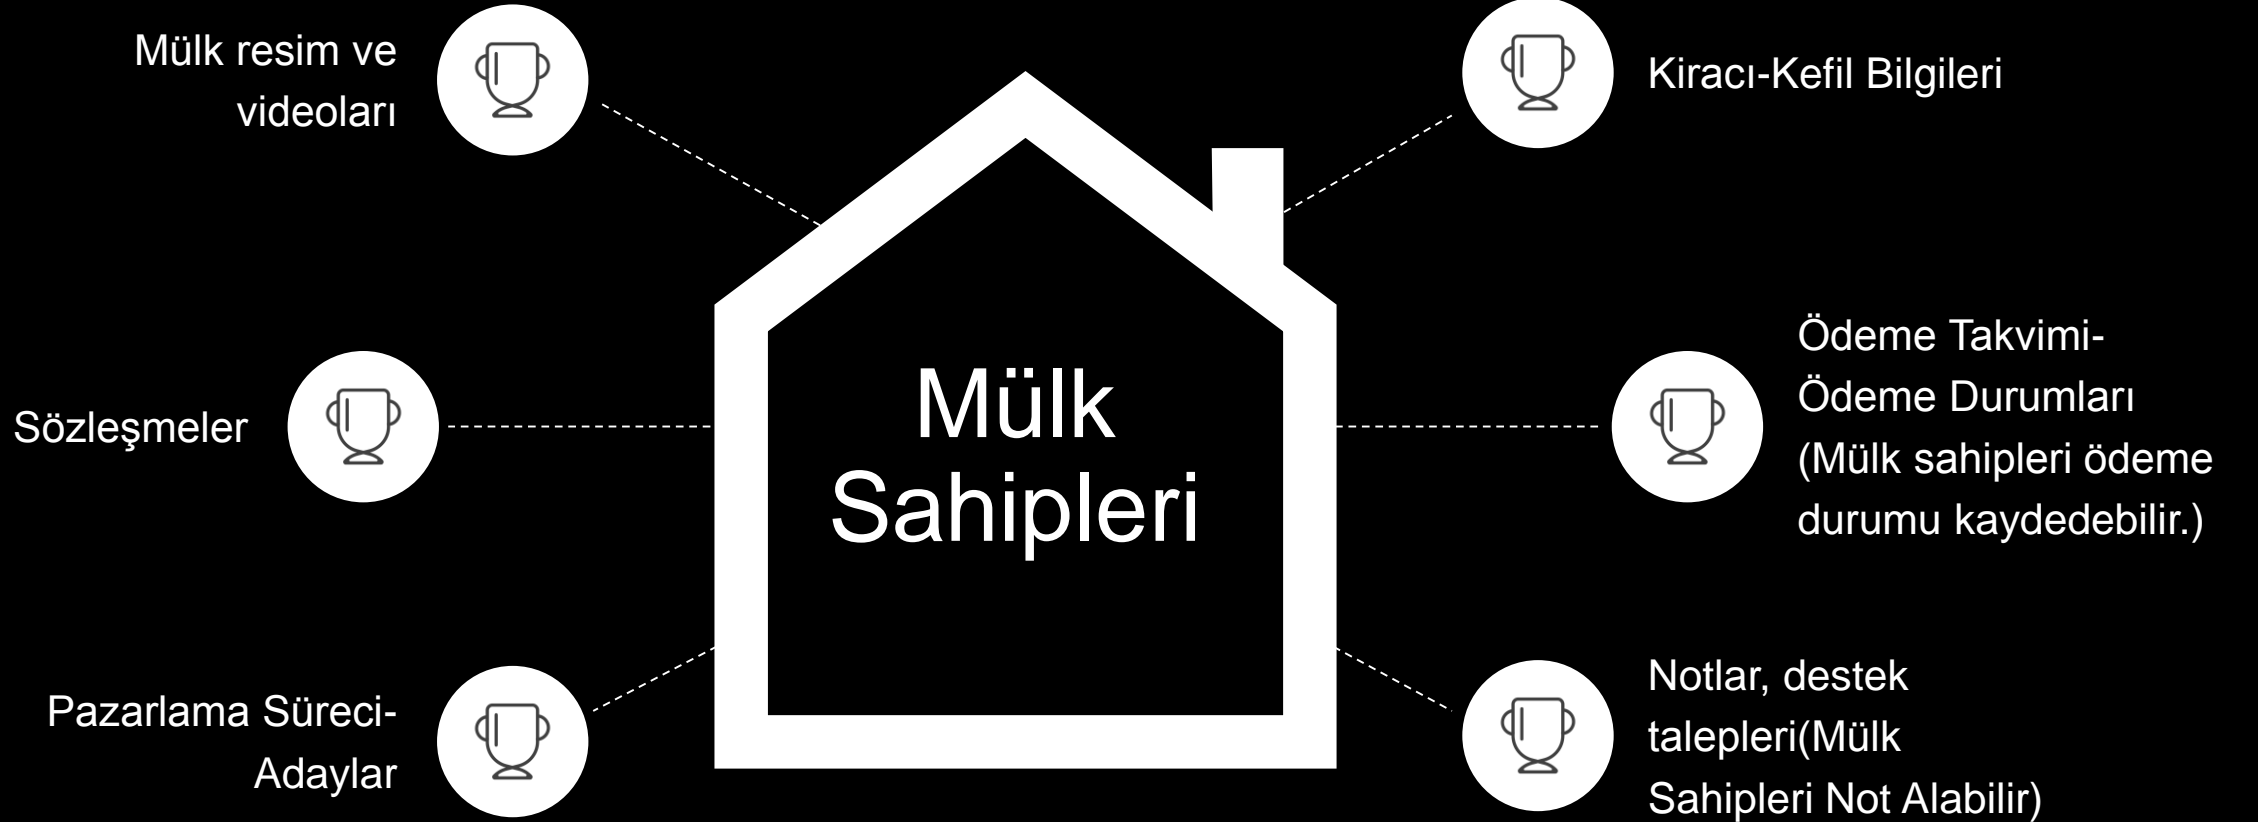 Mülk resim ve
videoları
Kiracı-Kefil Bilgileri
Sözleşmeler
Mülk
Sahipleri
Ödeme Takvimi-
Ödeme Durumları
(Mülk sahipleri ödeme
durumu kaydedebilir.)
Pazarlama Süreci-
Adaylar
Notlar, destek
talepleri(Mülk
Sahipleri Not Alabilir)